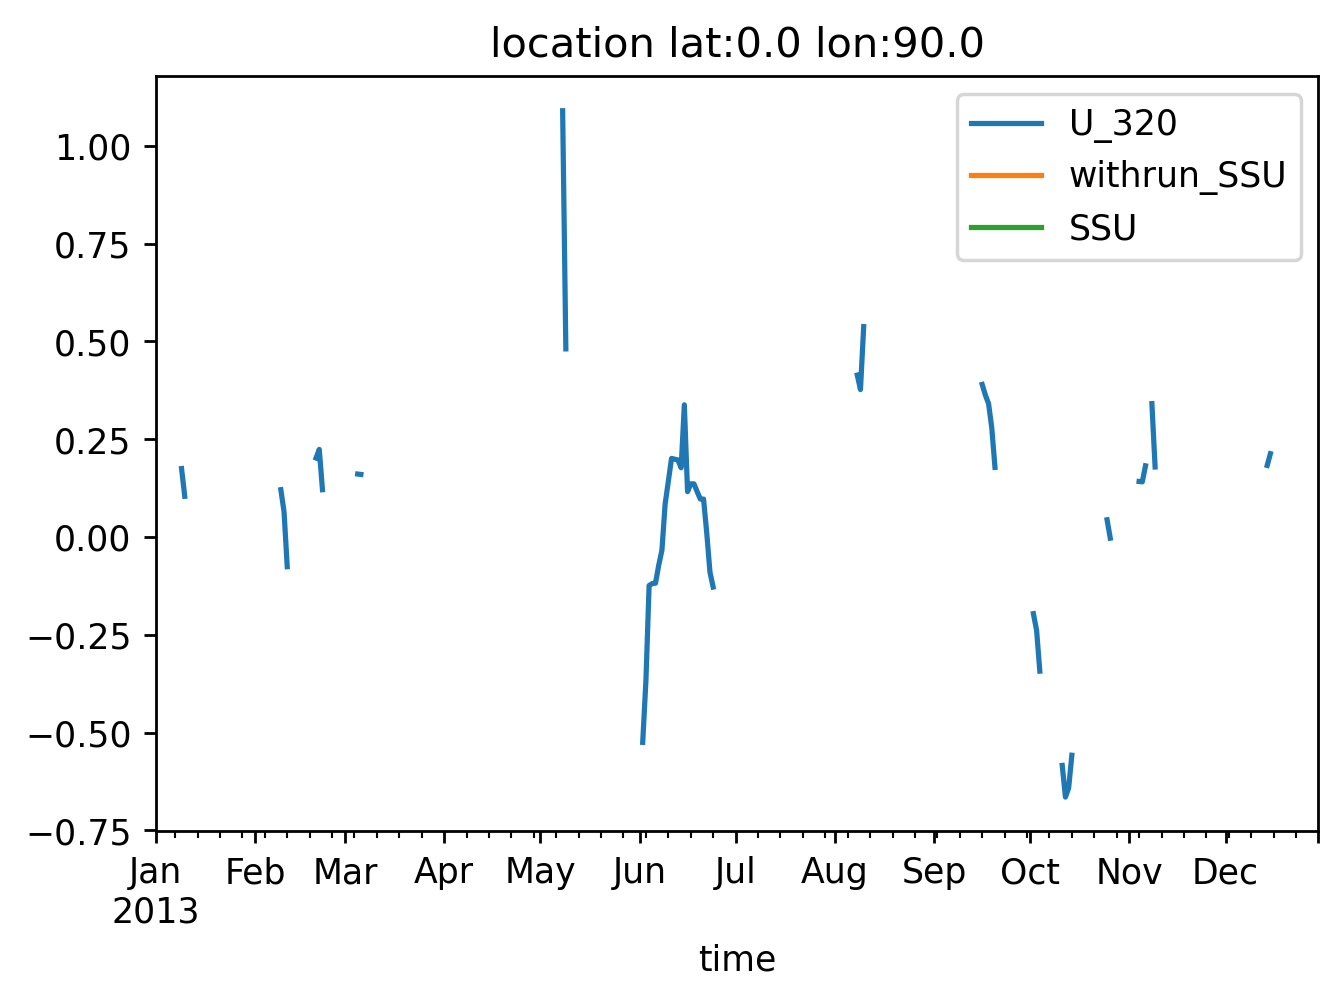 location lat:0.0 lon:90.0
U_320
withrun_SSU
SSU
1.00
0.75
0.50
0.25
0.00
−0.25
−0.50
−0.75
Jan Feb Mar Apr May Jun Jul Aug Sep Oct Nov Dec
2013
time